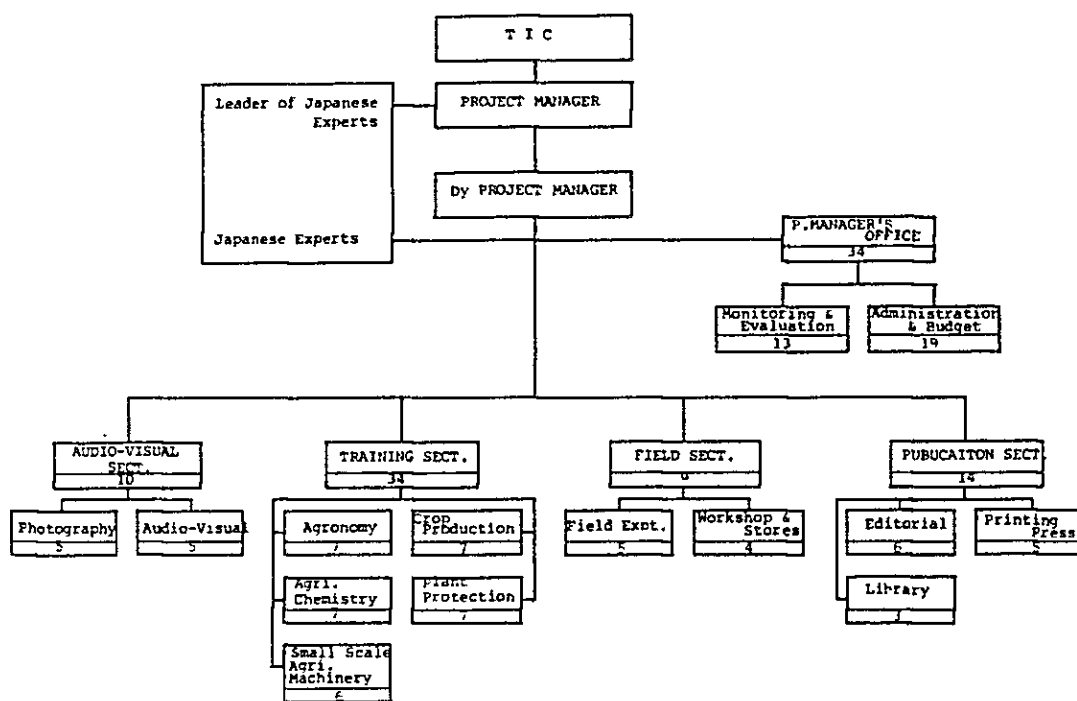 T I C
Leader of Japanese
Experts
PROJECT MANAGER
Dy PROJECT MANAGER
Japanese Experts
P.MANAGER'S
OFFICE
34
Monitoring &
Evaluation
13
Administration
& Budget
19
AUDIO-VISUAL
SECT.
10
TRAINING SECT.
34
FIELD SECT.
9
PUBUCAITON SECT.
14
Photography
5
Audio-Visual
5
Agronomy
7
Crop
Production
7
Field Expt.
5
Workshop &
Stores
4
Editorial
6
Printing
Press
5
Agri.
Chemistry
7
Plant
Protection
7
Library
3
Small Scale
Agri.
Machinery
6